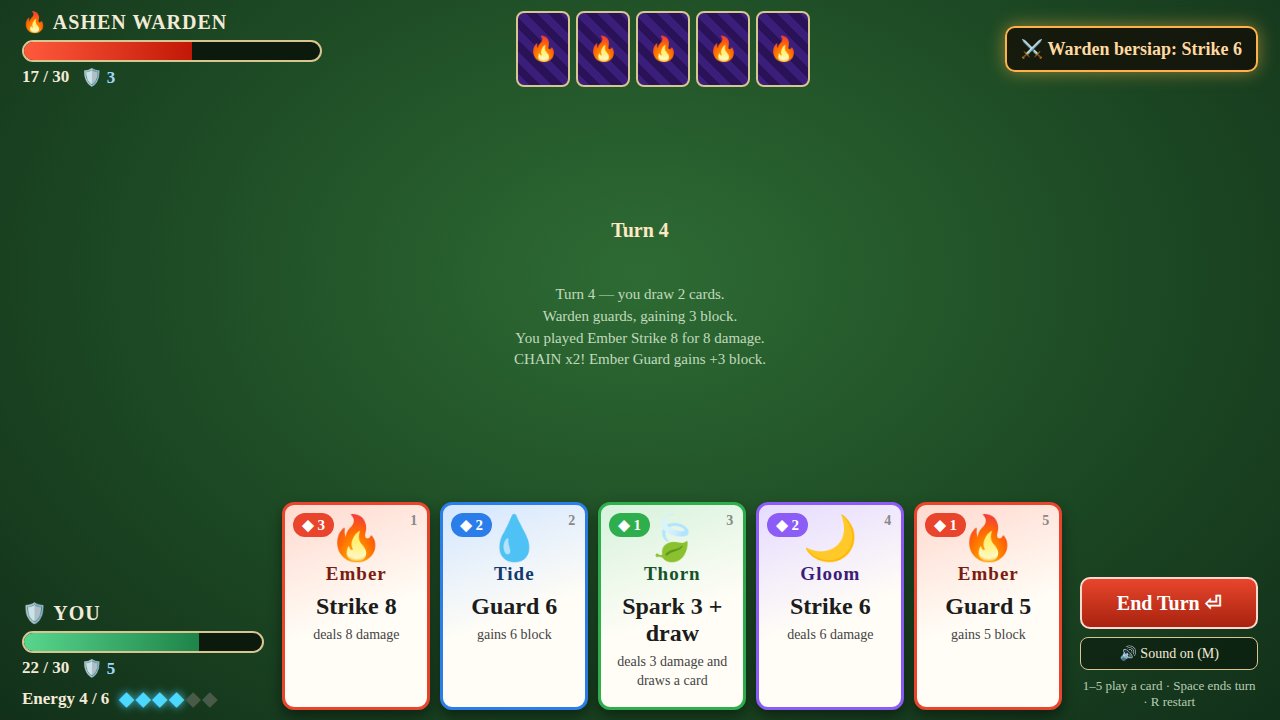 🔥 ASHEN WARDEN
17 / 30 🛡️ 3
⚔️ Warden bersiap: Strike 6
Turn 4
Turn 4 — you draw 2 cards.
Warden guards, gaining 3 block.
You played Ember Strike 8 for 8 damage.
CHAIN x2! Ember Guard gains +3 block.
◆ 3
1
Ember
Strike 8
deals 8 damage
◆ 2
2
Tide
Guard 6
gains 6 block
◆ 1
3
Thorn
Spark 3 +
draw
deals 3 damage and
draws a card
◆ 2
4
Gloom
Strike 6
deals 6 damage
◆ 1
5
Ember
Guard 5
gains 5 block
🛡️ YOU
22 / 30 🛡️ 5
Energy 4 / 6 ◆◆◆◆◆◆
End Turn ⏎
🔊 Sound on (M)
1–5 play a card · Space ends turn
· R restart